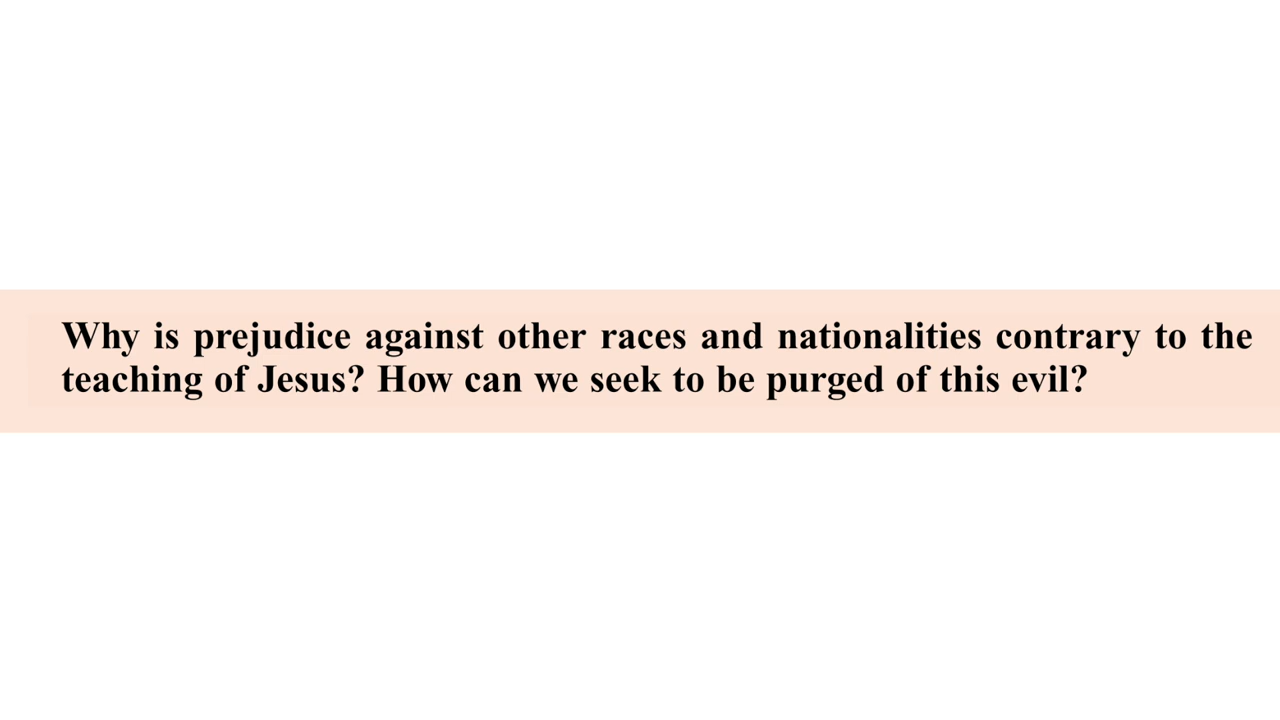 Why is prejudice against other races and nationalities contrary to the
teaching of Jesus? How can we seek to be purged of this evil?